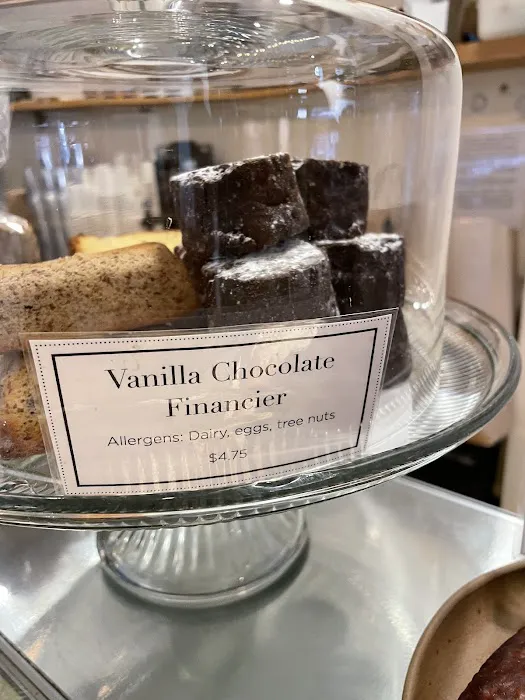 Vanilla Chocolate
Financier
Allergens: Dairy, eggs, tree nuts
$4.75